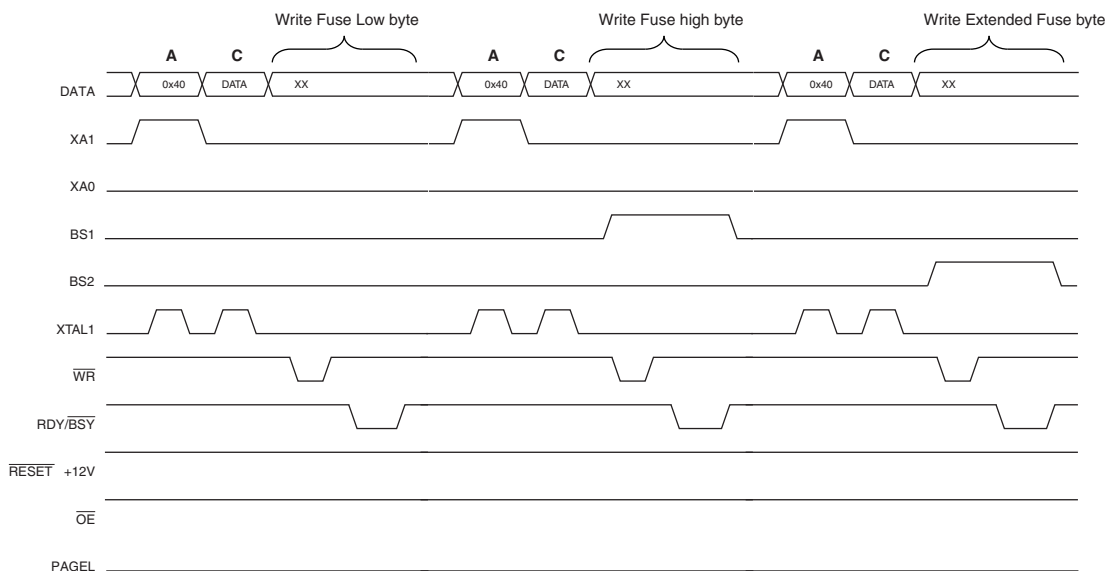 Write Fuse Low byte Write Fuse high byte Write Extended Fuse byte
A C A C A C
DATA 0x40 DATA XX 0x40 DATA XX 0x40 DATA XX
XA1
XA0
BS1
BS2
XTAL1
WR
RDY/BSY
RESET +12V
OE
PAGEL